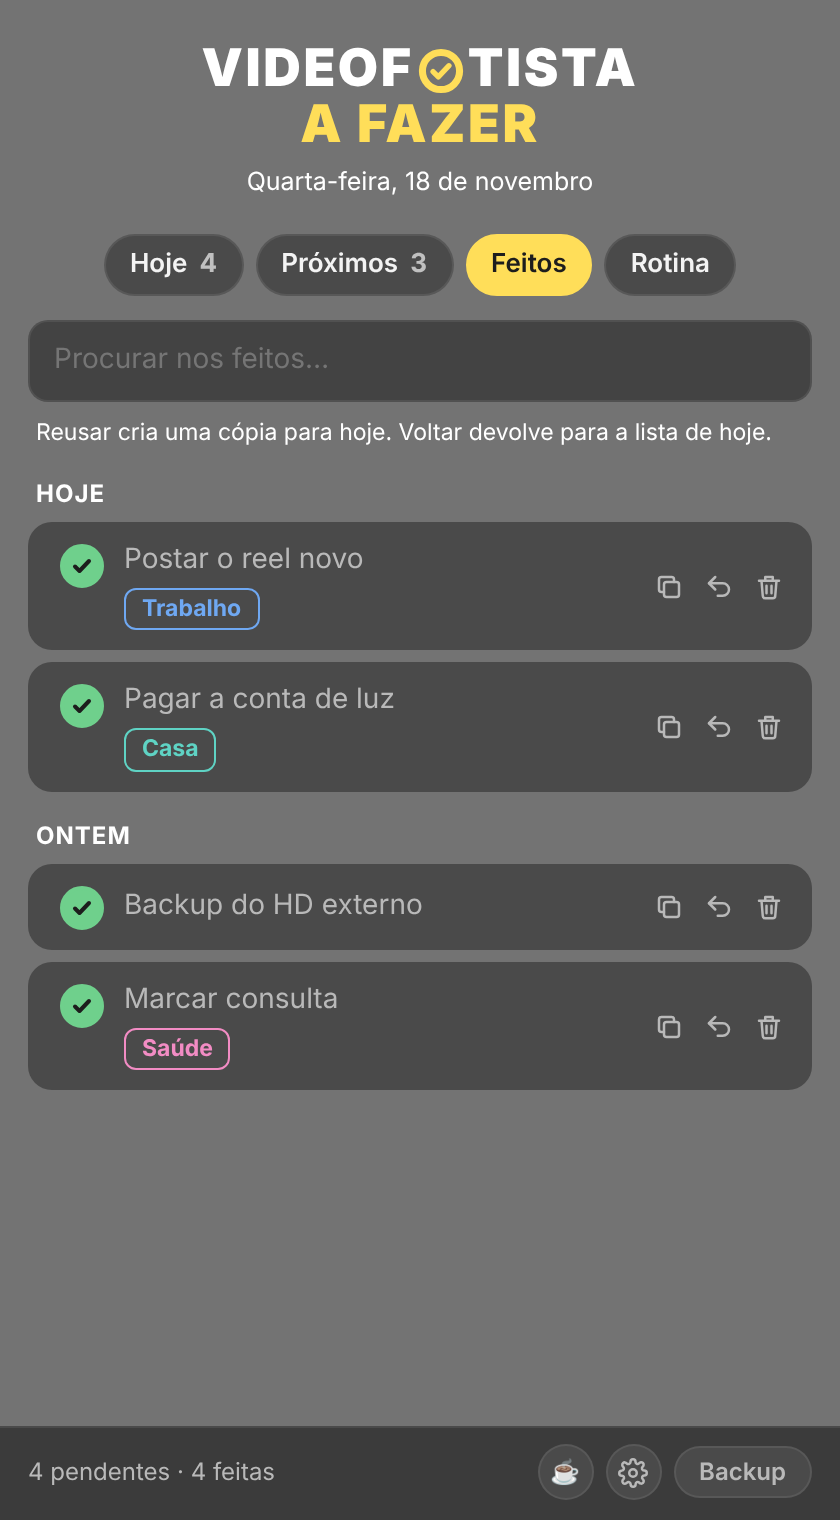 VIDEOFOTISTA
A FAZER
Quarta-feira, 18 de novembro
Hoje 4 Próximos 3 Feitos Rotina
Procurar nos feitos...
Reusar cria uma cópia para hoje. Voltar devolve para a lista de hoje.
HOJE
Postar o reel novo
Trabalho
Pagar a conta de luz
Casa
ONTEM
Backup do HD externo
Marcar consulta
Saúde
4 pendentes · 4 feitas Backup